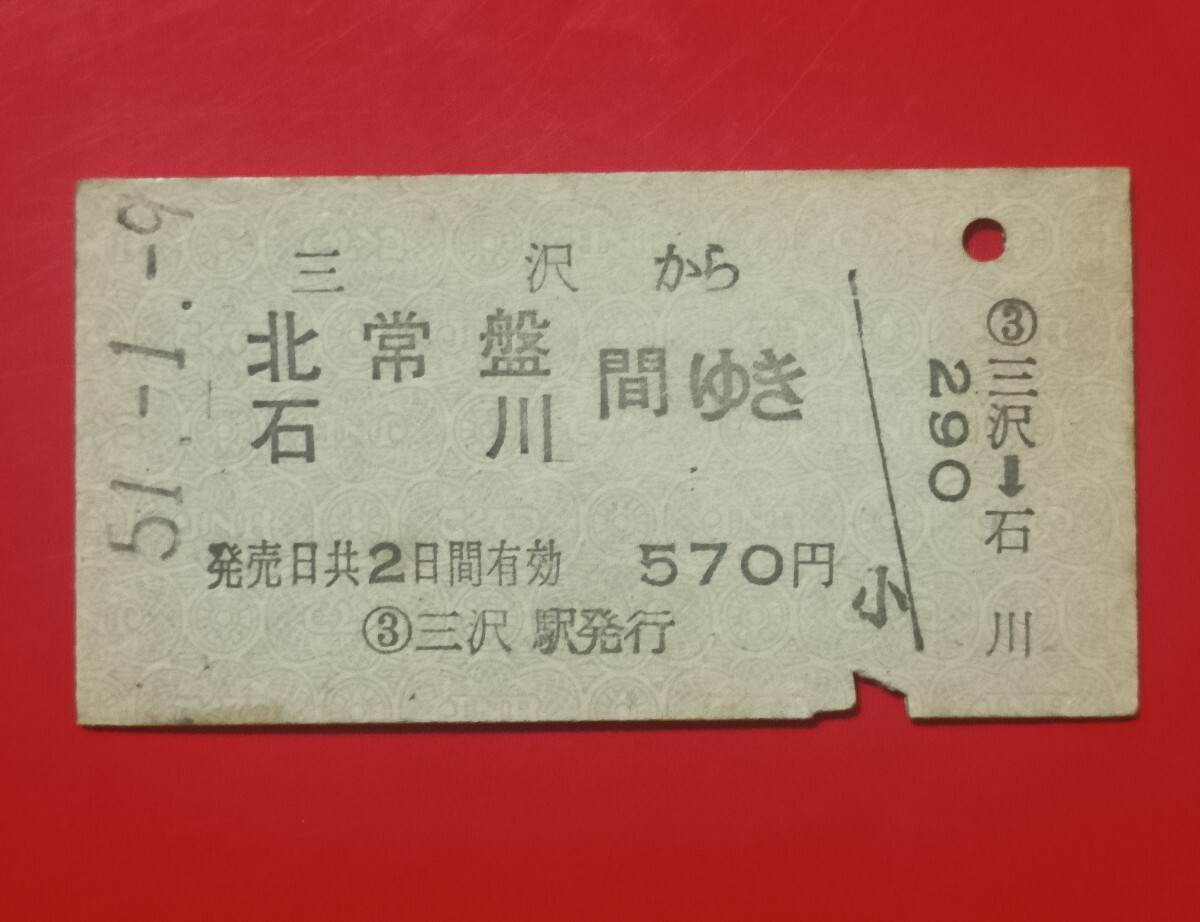 51.-1.-9
三沢から
北常盤
石川
間ゆき
発売日共2日間有効 570円
③三沢駅発行
小
③三沢➡石川
290